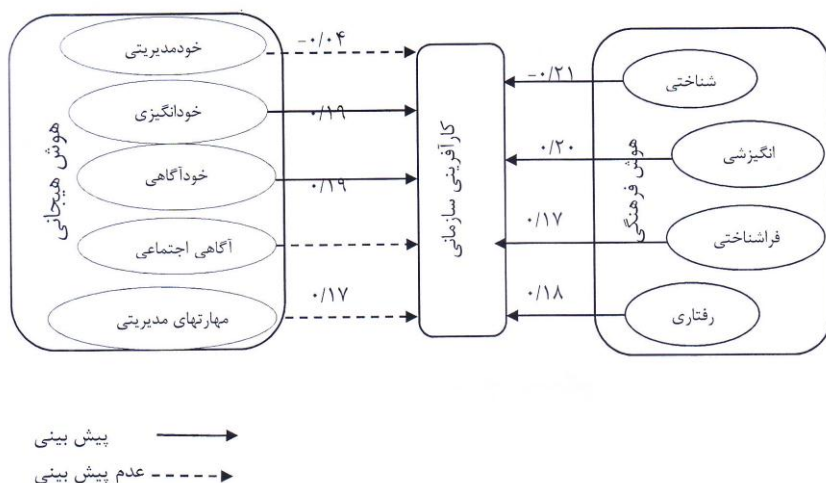 هوش فرهنگی
شناختی
انگیزشی
فراشناختی
رفتاری
-۰/۲۱
۰/۲۰
۰/۱۷
۰/۱۸
کارآفرینی سازمانی
-۰/۰۴
۰/۱۹
۰/۱۹
۰/۱۷
خودمدیریتی
خودانگیزی
خودآگاهی
آگاهی اجتماعی
مهارتهای مدیریتی
هوش هیجانی
پیش بینی
عدم پیش بینی